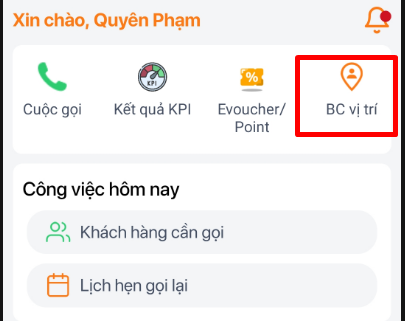 Xin chào, Quyên Phạm
KPI
%
Cuộc gọi
Kết quả KPI
Evoucher/
Point
BC vị trí
Công việc hôm nay
Khách hàng cần gọi
Lịch hẹn gọi lại